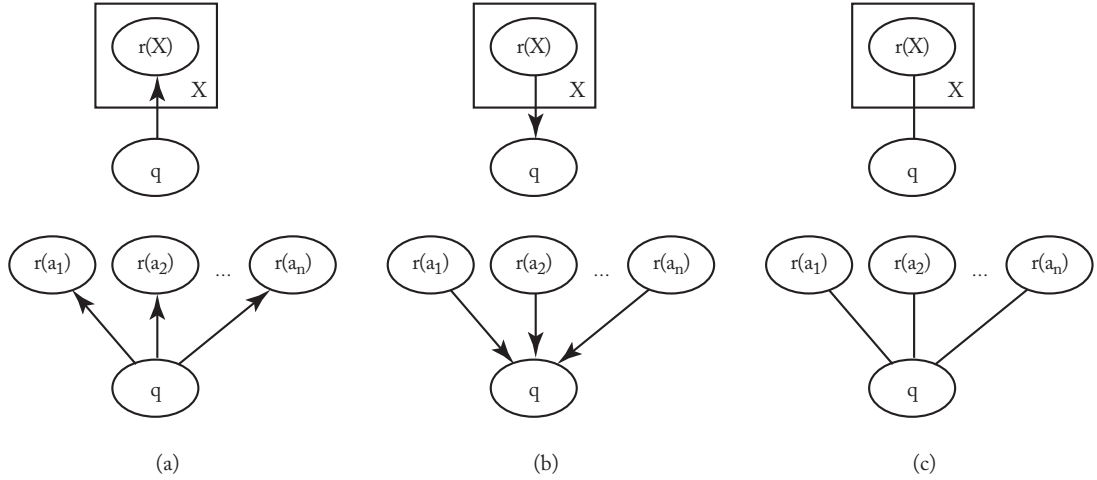 r(X) r(X) r(X)
X X X
q q q
r(a₁) r(a₂) ... r(aₙ) r(a₁) r(a₂) ... r(aₙ) r(a₁) r(a₂) ... r(aₙ)
q q q
(a) (b) (c)